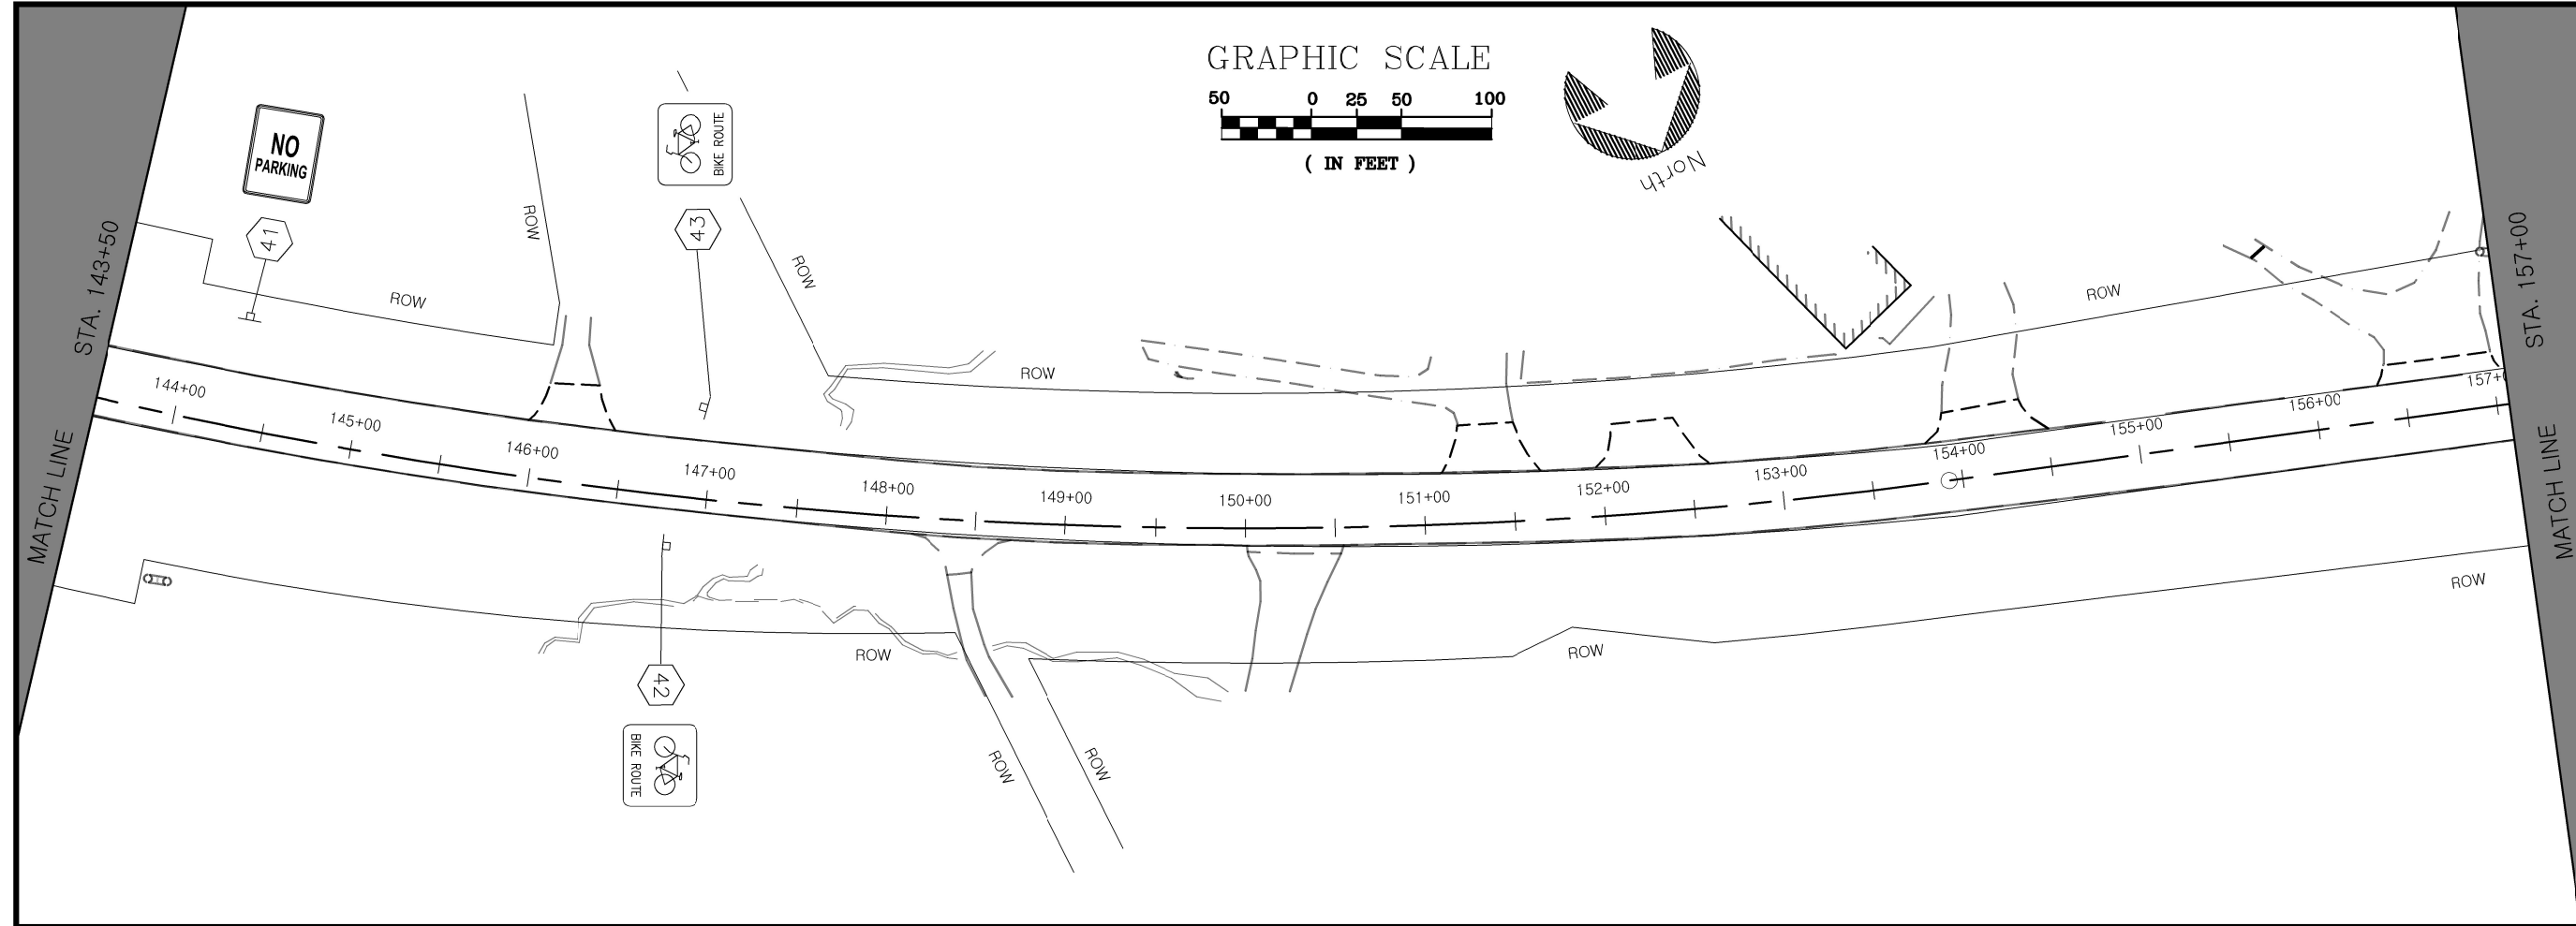 GRAPHIC SCALE
50 0 25 50 100
( IN FEET )
North
NO
PARKING
41
BIKE ROUTE
43
ROW
ROW
ROW
ROW
ROW
STA. 143+50
MATCH LINE
STA. 157+00
MATCH LINE
144+00
145+00
146+00
147+00
148+00
149+00
150+00
151+00
152+00
153+00
154+00
155+00
156+00
157+
ROW
ROW
ROW
ROW
ROW
42
BIKE ROUTE